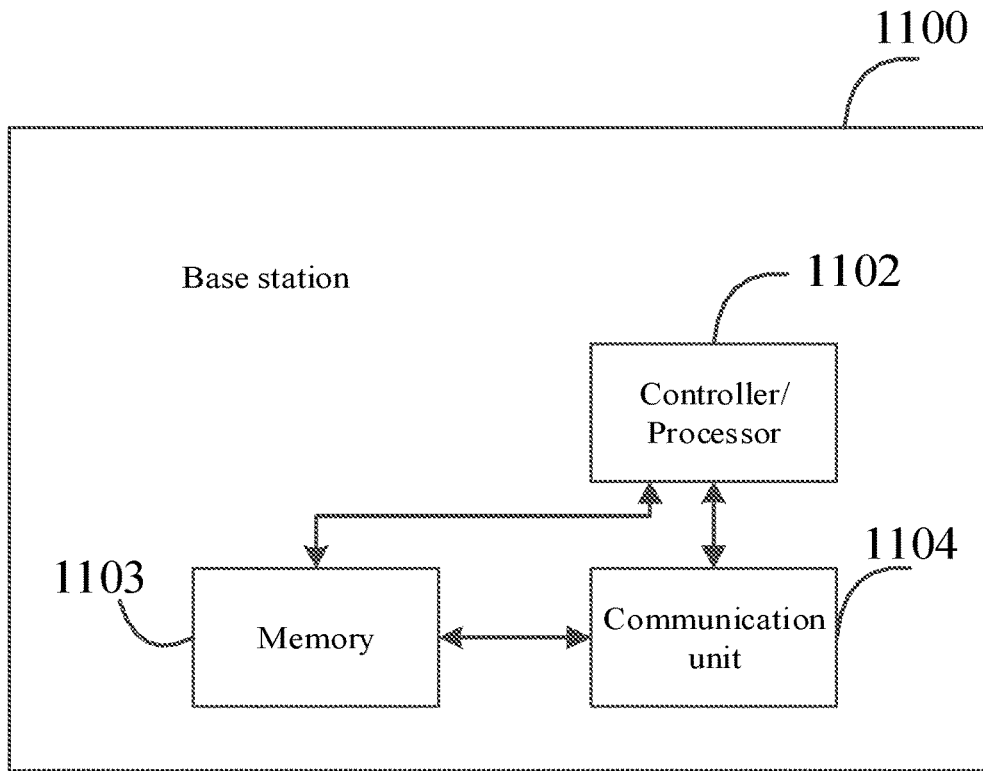 1100
Base station
1102
Controller/
Processor
1104
1103
Memory
Communication
unit